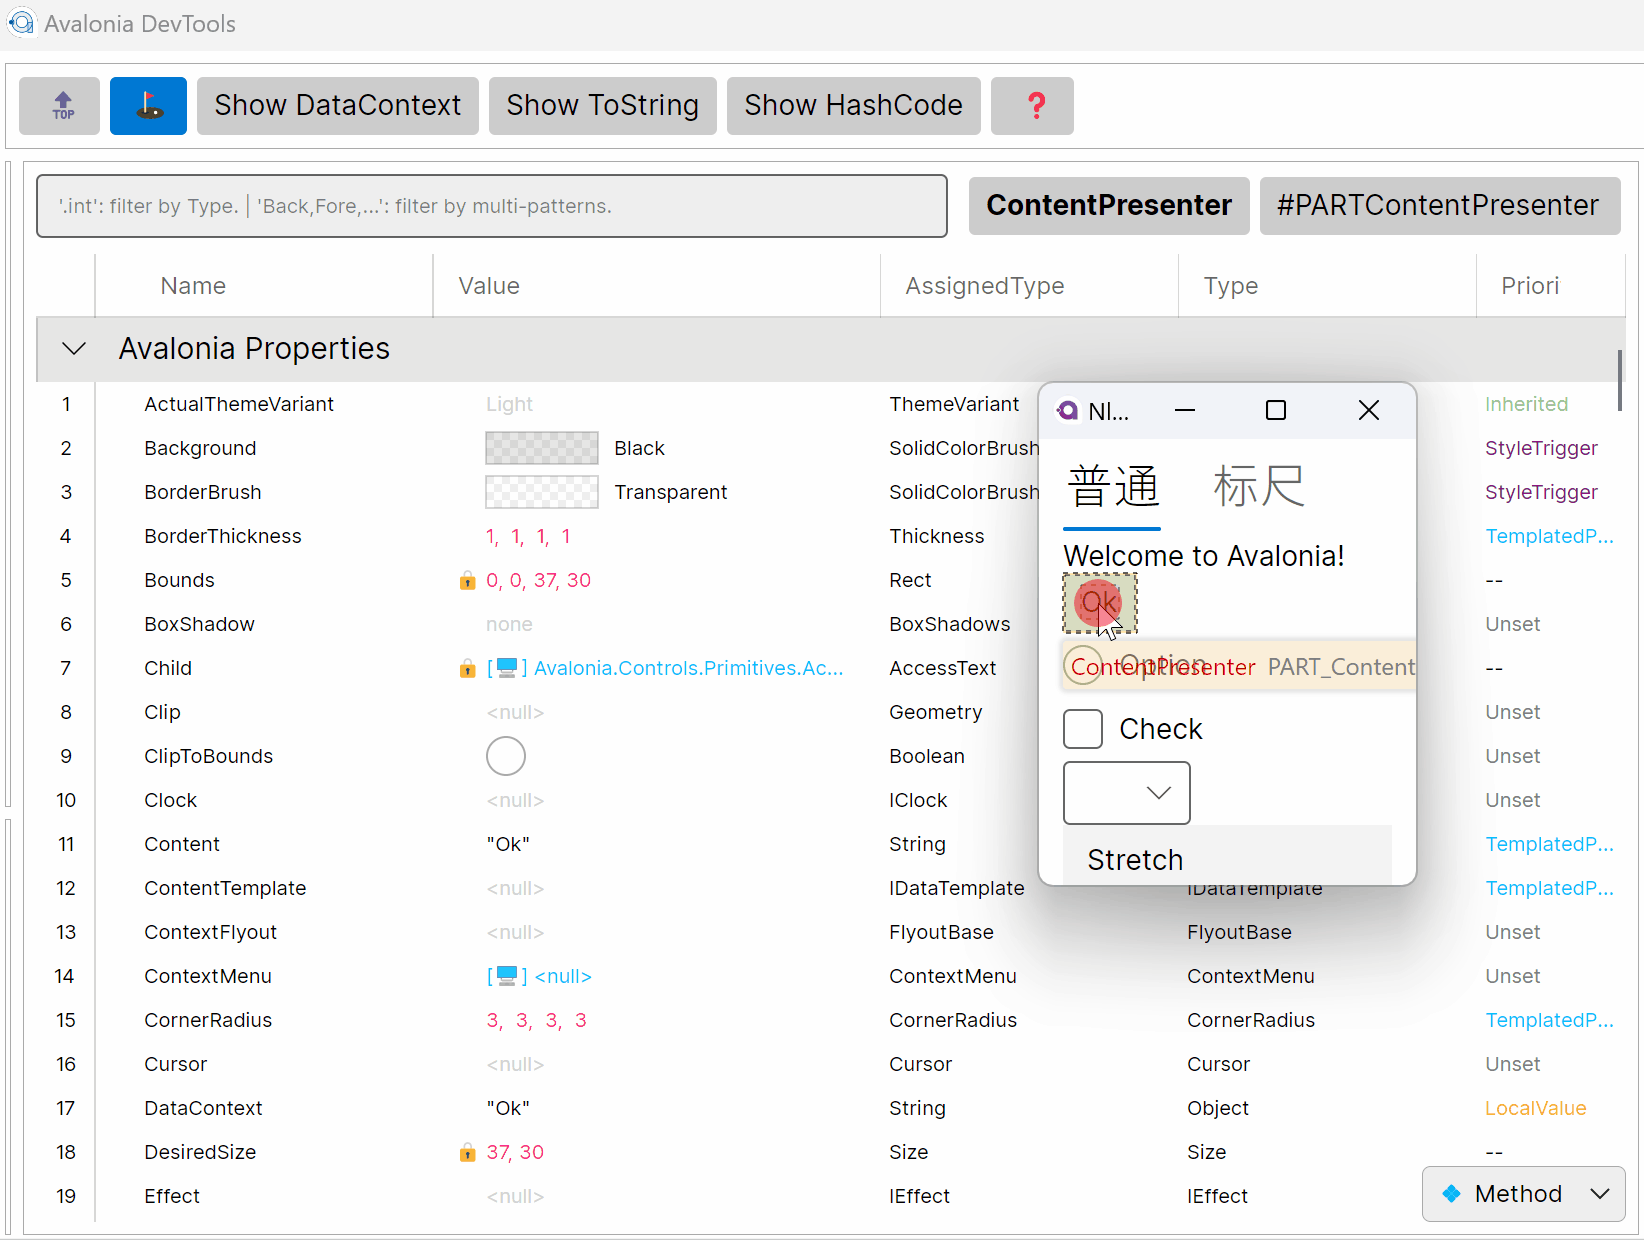 Avalonia DevTools
TOP Show DataContext Show ToString Show HashCode ?
'.int': filter by Type. | 'Back,Fore,...': filter by multi-patterns. ContentPresenter #PARTContentPresenter
Name Value AssignedType Type Priori
Avalonia Properties
1 ActualThemeVariant Light ThemeVariant Inherited
2 Background Black SolidColorBrush StyleTrigger
3 BorderBrush Transparent SolidColorBrush StyleTrigger
4 BorderThickness 1, 1, 1, 1 Thickness TemplatedP...
5 Bounds 0, 0, 37, 30 Rect --
6 BoxShadow none BoxShadows Unset
7 Child [ ] Avalonia.Controls.Primitives.Ac... AccessText --
8 Clip <null> Geometry Unset
9 ClipToBounds Boolean Unset
10 Clock <null> IClock Unset
11 Content "Ok" String TemplatedP...
12 ContentTemplate <null> IDataTemplate IDataTemplate TemplatedP...
13 ContextFlyout <null> FlyoutBase FlyoutBase Unset
14 ContextMenu [ ] <null> ContextMenu ContextMenu Unset
15 CornerRadius 3, 3, 3, 3 CornerRadius CornerRadius TemplatedP...
16 Cursor <null> Cursor Cursor Unset
17 DataContext "Ok" String Object LocalValue
18 DesiredSize 37, 30 Size Size --
19 Effect <null> IEffect IEffect
Method
Nl...
普通 标尺
Welcome to Avalonia!
Ok
Option
ContentPresenter PART_Content
Check
Stretch